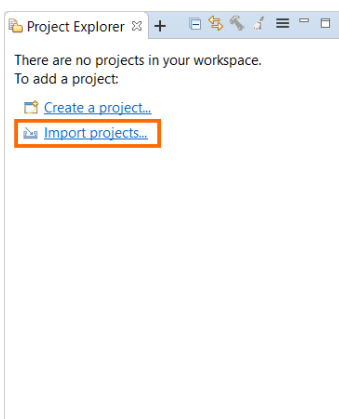 Project Explorer
There are no projects in your workspace.
To add a project:
Create a project...
Import projects...